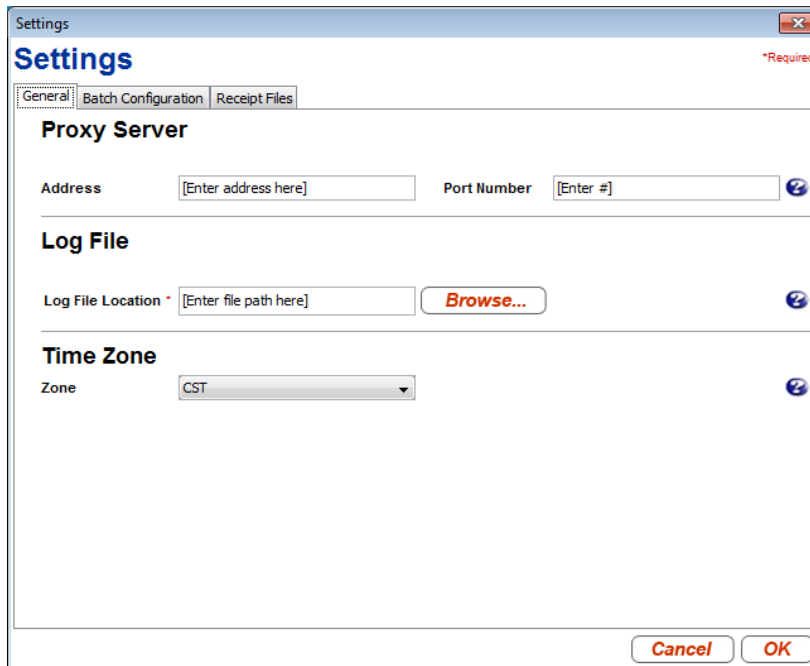 Settings
Settings
*Required
General Batch Configuration Receipt Files
Proxy Server
Address [Enter address here] Port Number [Enter #] ?
Log File
Log File Location * [Enter file path here] Browse... ?
Time Zone
Zone CST ?
Cancel OK